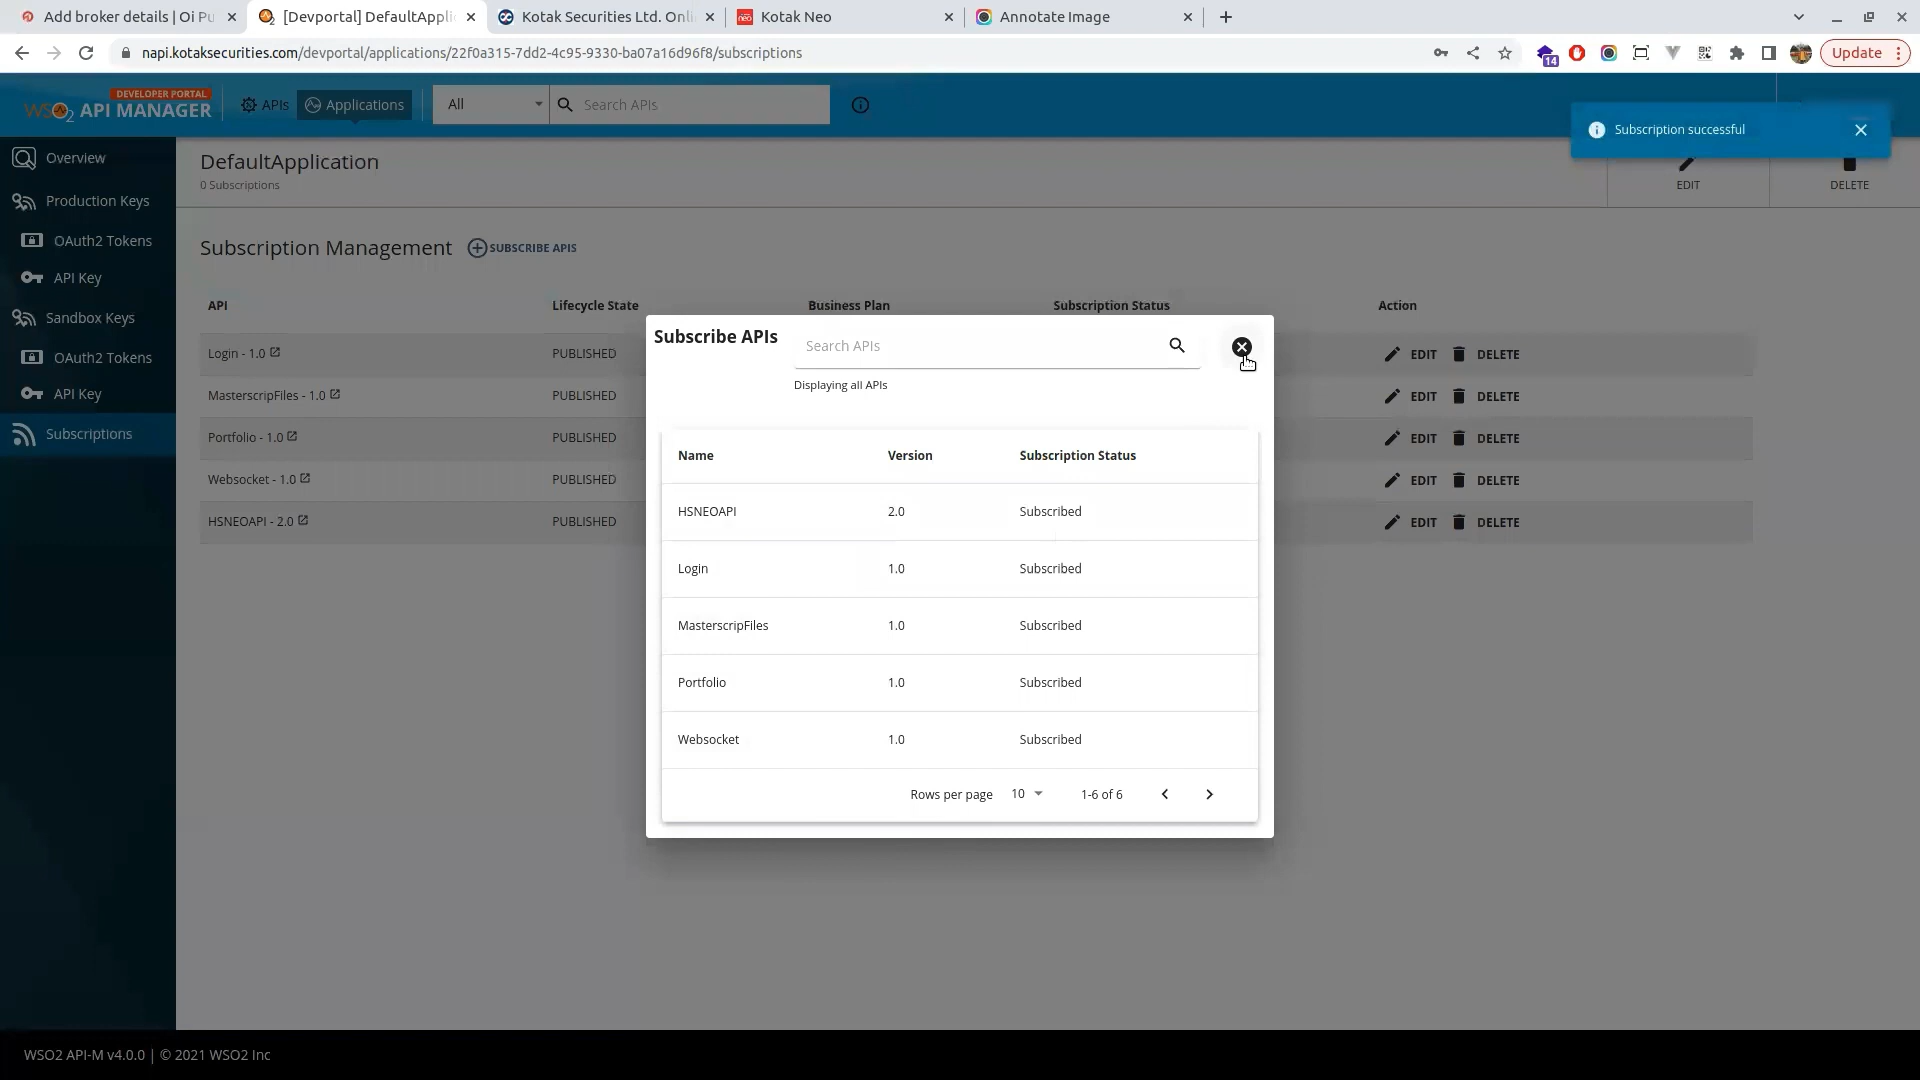 Add broker details | Oi Pu
[Devportal] DefaultApplic
Kotak Securities Ltd. Onli
neo
Kotak Neo
Annotate Image
napi.kotaksecurities.com/devportal/applications/22f0a315-7dd2-4c95-9330-ba07a16d96f8/subscriptions
14
Update
DEVELOPER PORTAL
WSO2 API MANAGER
APIs
Applications
All
Search APIs
Subscription successful
Overview
Production Keys
OAuth2 Tokens
API Key
Sandbox Keys
OAuth2 Tokens
API Key
Subscriptions
DefaultApplication
0 Subscriptions
EDIT
DELETE
Subscription Management
SUBSCRIBE APIS
API Lifecycle State Business Plan Subscription Status Action
Login - 1.0 PUBLISHED EDIT DELETE
MasterscripFiles - 1.0 PUBLISHED EDIT DELETE
Portfolio - 1.0 PUBLISHED EDIT DELETE
Websocket - 1.0 PUBLISHED EDIT DELETE
HSNEOAPI - 2.0 PUBLISHED EDIT DELETE
Subscribe APIs
Search APIs
Displaying all APIs
Name Version Subscription Status
HSNEOAPI 2.0 Subscribed
Login 1.0 Subscribed
MasterscripFiles 1.0 Subscribed
Portfolio 1.0 Subscribed
Websocket 1.0 Subscribed
Rows per page 10 1-6 of 6
WSO2 API-M v4.0.0 | © 2021 WSO2 Inc